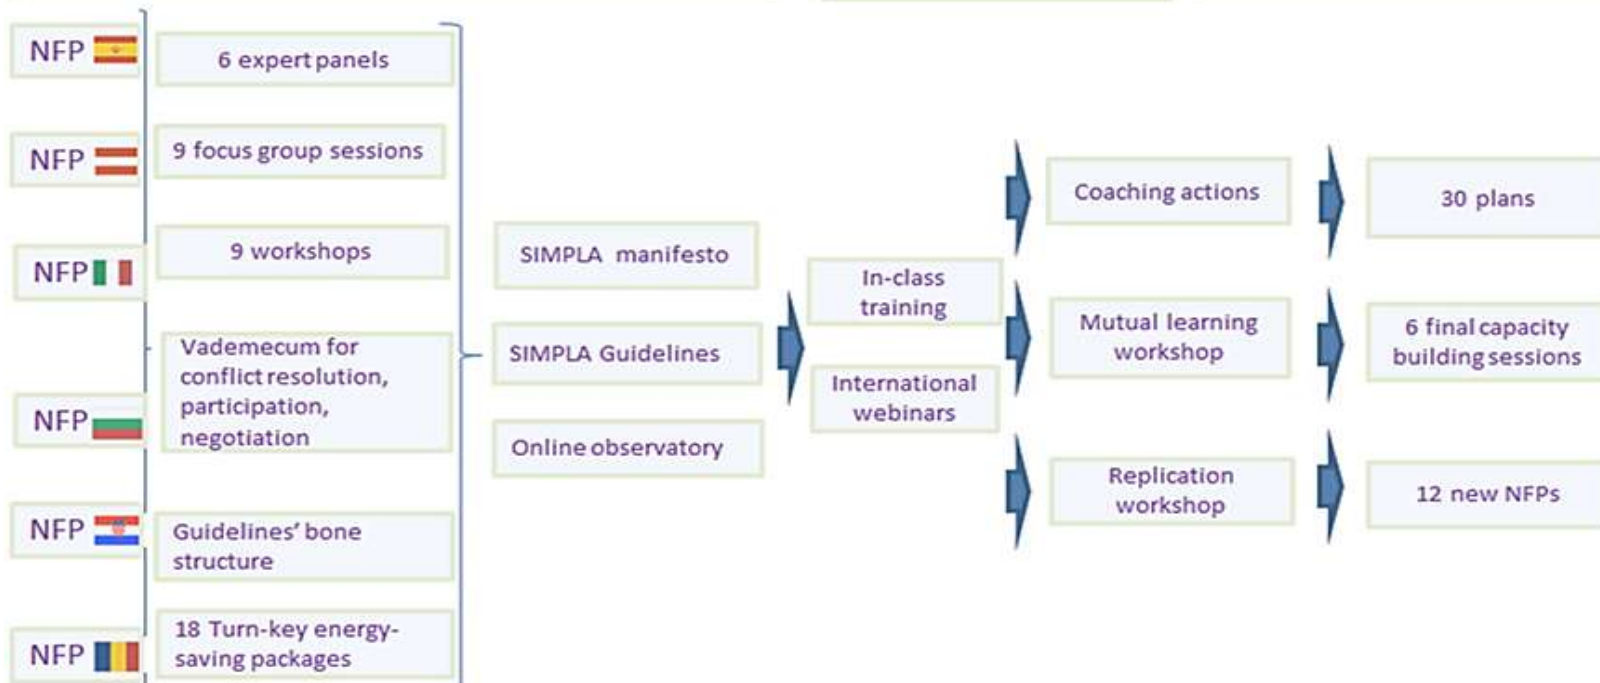 NFP
NFP
NFP
NFP
NFP
NFP
6 expert panels
9 focus group sessions
9 workshops
Vademecum for
conflict resolution,
participation,
negotiation
Guidelines' bone
structure
18 Turn-key energy-
saving packages
SIMPLA manifesto
SIMPLA Guidelines
Online observatory
In-class
training
International
webinars
Coaching actions
Mutual learning
workshop
Replication
workshop
30 plans
6 final capacity
building sessions
12 new NFPs